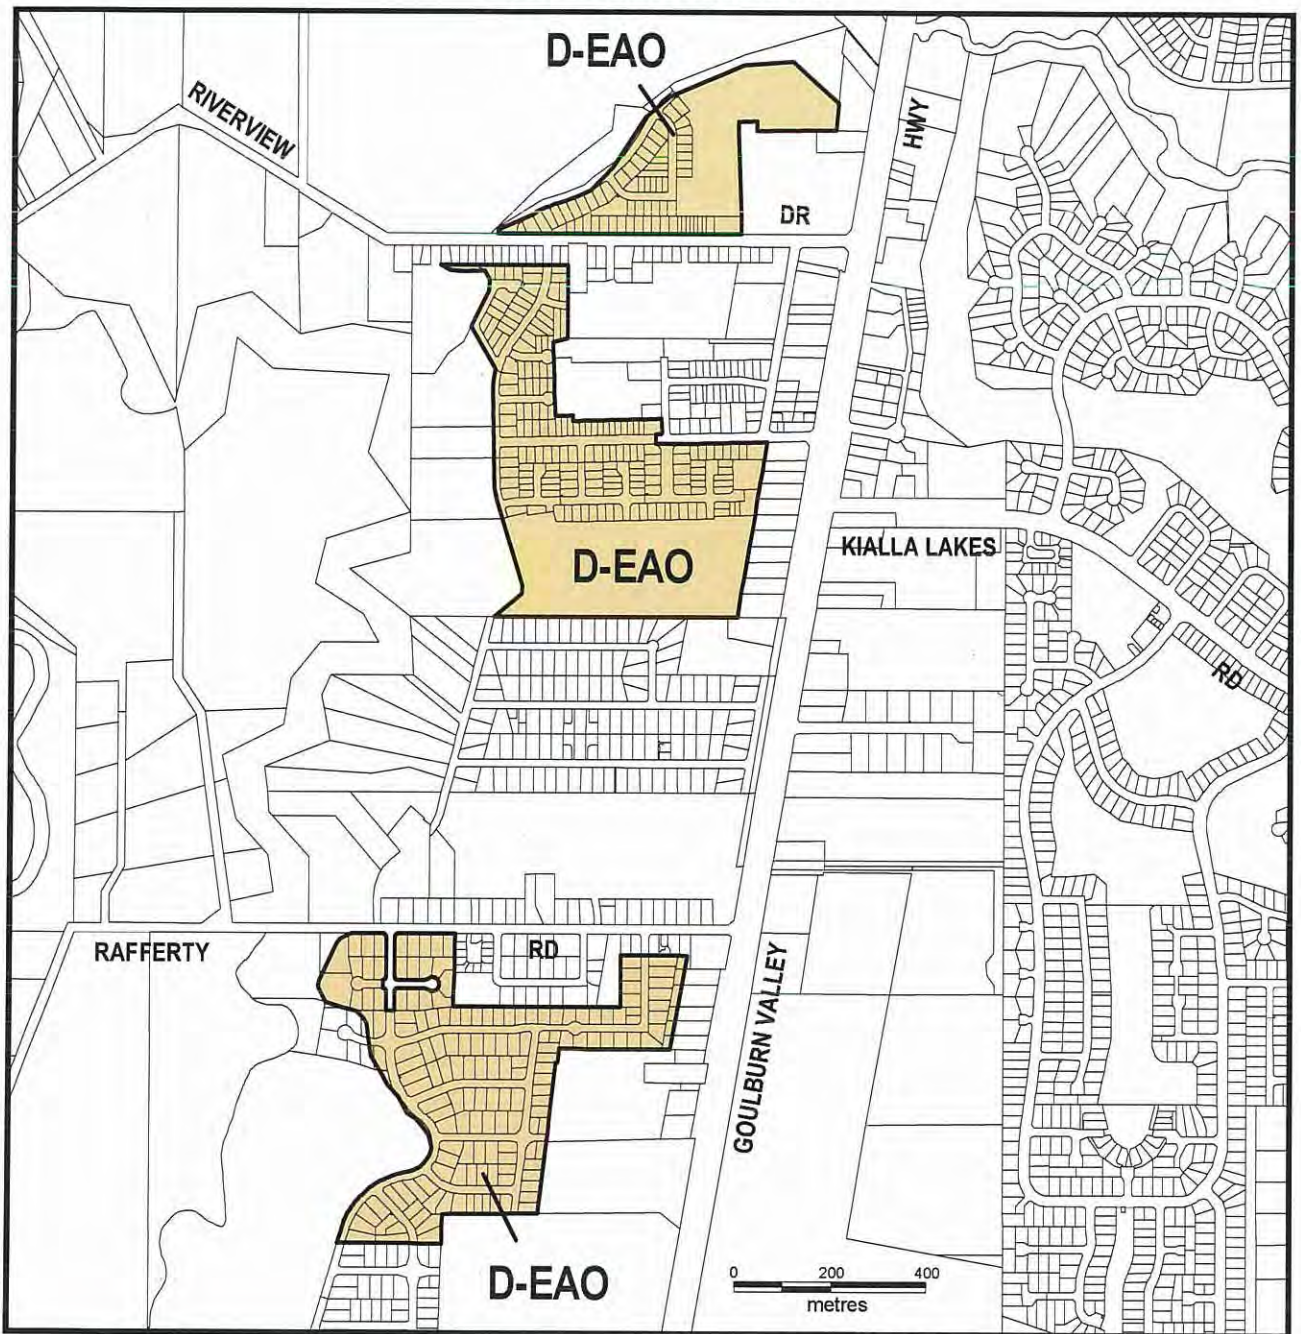 D-EAO
RIVERVIEW
HWY
DR
KIALLA LAKES
D-EAO
RD
RAFFERTY
RD
GOULBURN VALLEY
D-EAO
0 200 400
metres